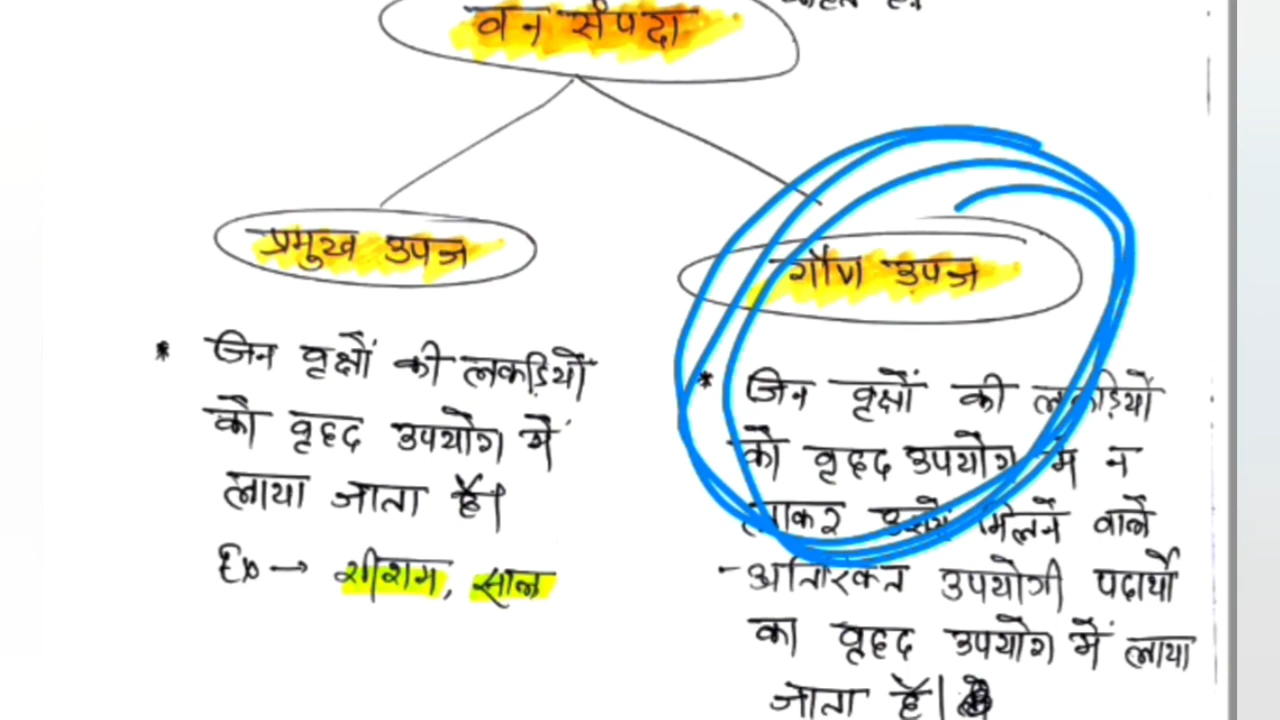 वन संपदा
प्रमुख उपज
गौण उपज
* जिन वृक्षों की लकड़ियों
को वृहद उपयोग में
लाया जाता है।
Ex → शीशम, साल
* जिन वृक्षों की लकड़ियों
को वृहद उपयोग में न
लाकर उससे मिलने वाले
- अतिरिक्त उपयोगी पदार्थो
का वृहद उपयोग में लाया
जाता है।